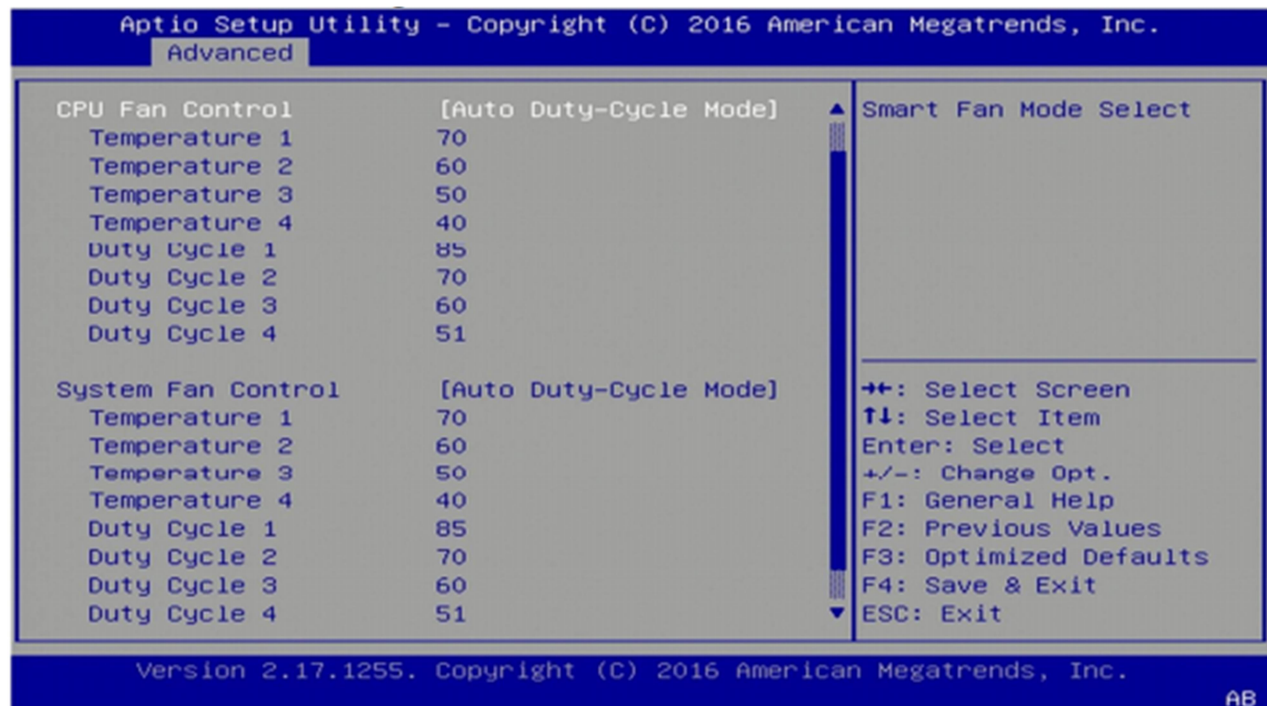 Aptio Setup Utility – Copyright (C) 2016 American Megatrends, Inc.
Advanced
CPU Fan Control [Auto Duty-Cycle Mode]
Temperature 1 70
Temperature 2 60
Temperature 3 50
Temperature 4 40
Duty Cycle 1 85
Duty Cycle 2 70
Duty Cycle 3 60
Duty Cycle 4 51
System Fan Control [Auto Duty-Cycle Mode]
Temperature 1 70
Temperature 2 60
Temperature 3 50
Temperature 4 40
Duty Cycle 1 85
Duty Cycle 2 70
Duty Cycle 3 60
Duty Cycle 4 51
Smart Fan Mode Select
→←: Select Screen
↑↓: Select Item
Enter: Select
+/-: Change Opt.
F1: General Help
F2: Previous Values
F3: Optimized Defaults
F4: Save & Exit
ESC: Exit
Version 2.17.1255. Copyright (C) 2016 American Megatrends, Inc.
AB